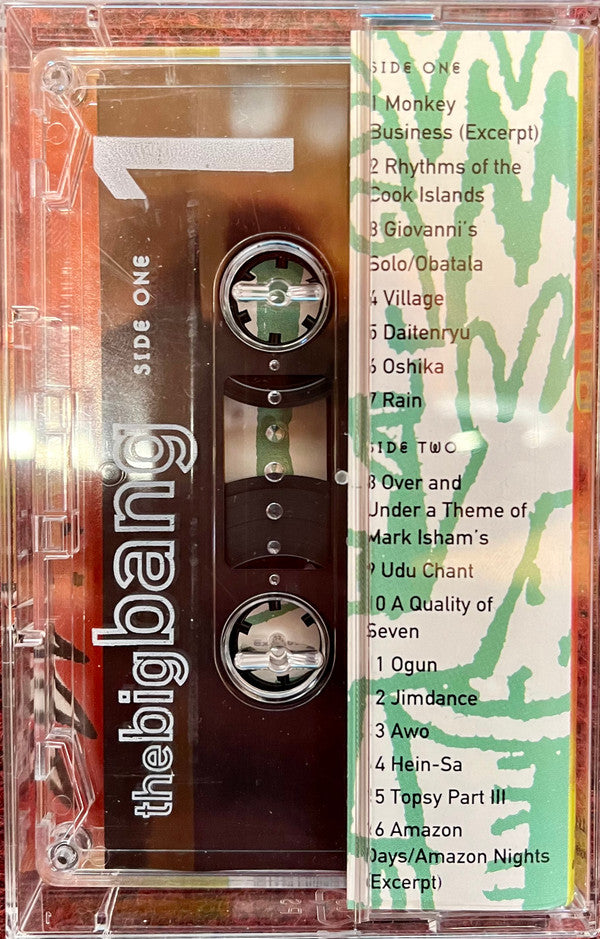 1
SIDE ONE
thebigbang
SIDE ONE
1 Monkey
Business (Excerpt)
2 Rhythms of the
Cook Islands
3 Giovanni's
Solo/Obatala
4 Village
5 Daitenryu
6 Oshika
7 Rain
SIDE TWO
8 Over and
Under a Theme of
Mark Isham's
9 Udu Chant
10 A Quality of
Seven
11 Ogun
12 Jimdance
13 Awo
14 Hein-Sa
15 Topsy Part III
16 Amazon
Days/Amazon Nights
(Excerpt)